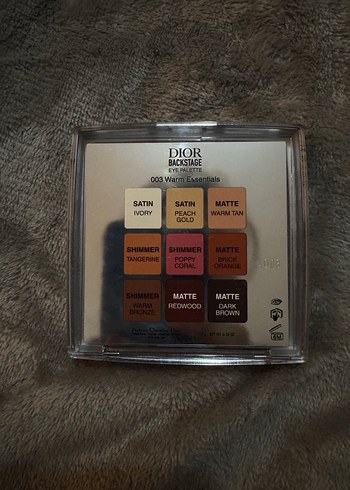 DIOR
BACKSTAGE
EYE PALETTE
003 Warm Essentials
SATIN
IVORY
SATIN
PEACH
GOLD
MATTE
WARM TAN
SHIMMER
TANGERINE
SHIMMER
POPPY
CORAL
MATTE
BRICK
ORANGE
SHIMMER
WARM
BRONZE
MATTE
REDWOOD
MATTE
DARK
BROWN